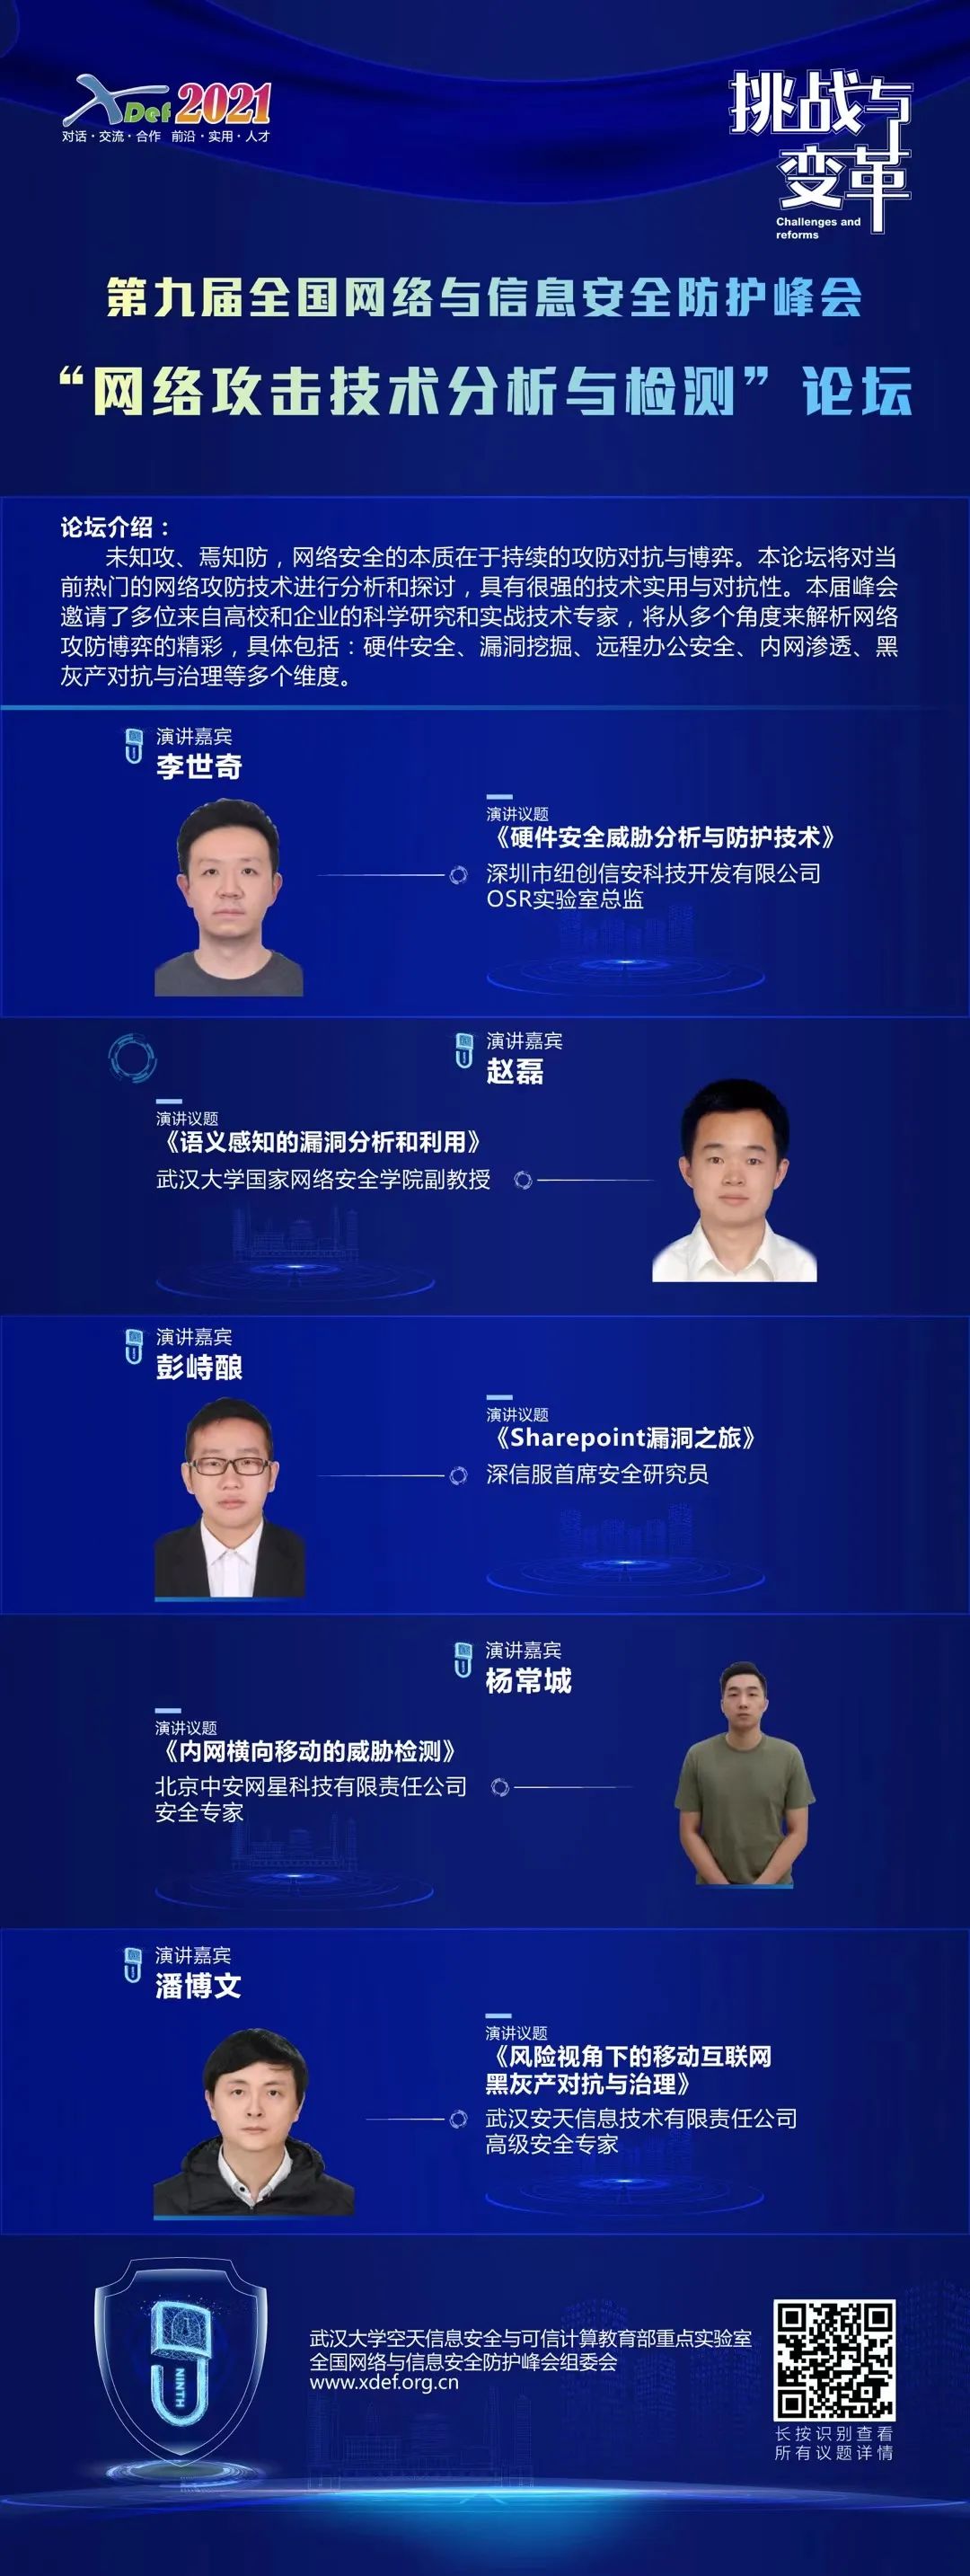 XDef 2021
对话·交流·合作 前沿·实用·人才
挑战与
变革
Challenges and
reforms
第九届全国网络与信息安全防护峰会
“网络攻击技术分析与检测”论坛
论坛介绍：
未知攻、焉知防，网络安全的本质在于持续的攻防对抗与博弈。本论坛将对当
前热门的网络攻防技术进行分析和探讨，具有很强的技术实用与对抗性。本届峰会
邀请了多位来自高校和企业的科学研究和实战技术专家，将从多个角度来解析网络
攻防博弈的精彩，具体包括：硬件安全、漏洞挖掘、远程办公安全、内网渗透、黑
灰产对抗与治理等多个维度。
演讲嘉宾
李世奇
演讲议题
《硬件安全威胁分析与防护技术》
深圳市纽创信安科技开发有限公司
OSR实验室总监
演讲嘉宾
赵磊
演讲议题
《语义感知的漏洞分析和利用》
武汉大学国家网络安全学院副教授
演讲嘉宾
彭峙酿
演讲议题
《Sharepoint漏洞之旅》
深信服首席安全研究员
演讲嘉宾
杨常城
演讲议题
《内网横向移动的威胁检测》
北京中安网星科技有限责任公司
安全专家
演讲嘉宾
潘博文
演讲议题
《风险视角下的移动互联网
黑灰产对抗与治理》
武汉安天信息技术有限责任公司
高级安全专家
NINTH
武汉大学空天信息安全与可信计算教育部重点实验室
全国网络与信息安全防护峰会组委会
www.xdef.org.cn
长按识别查看
所有议题详情